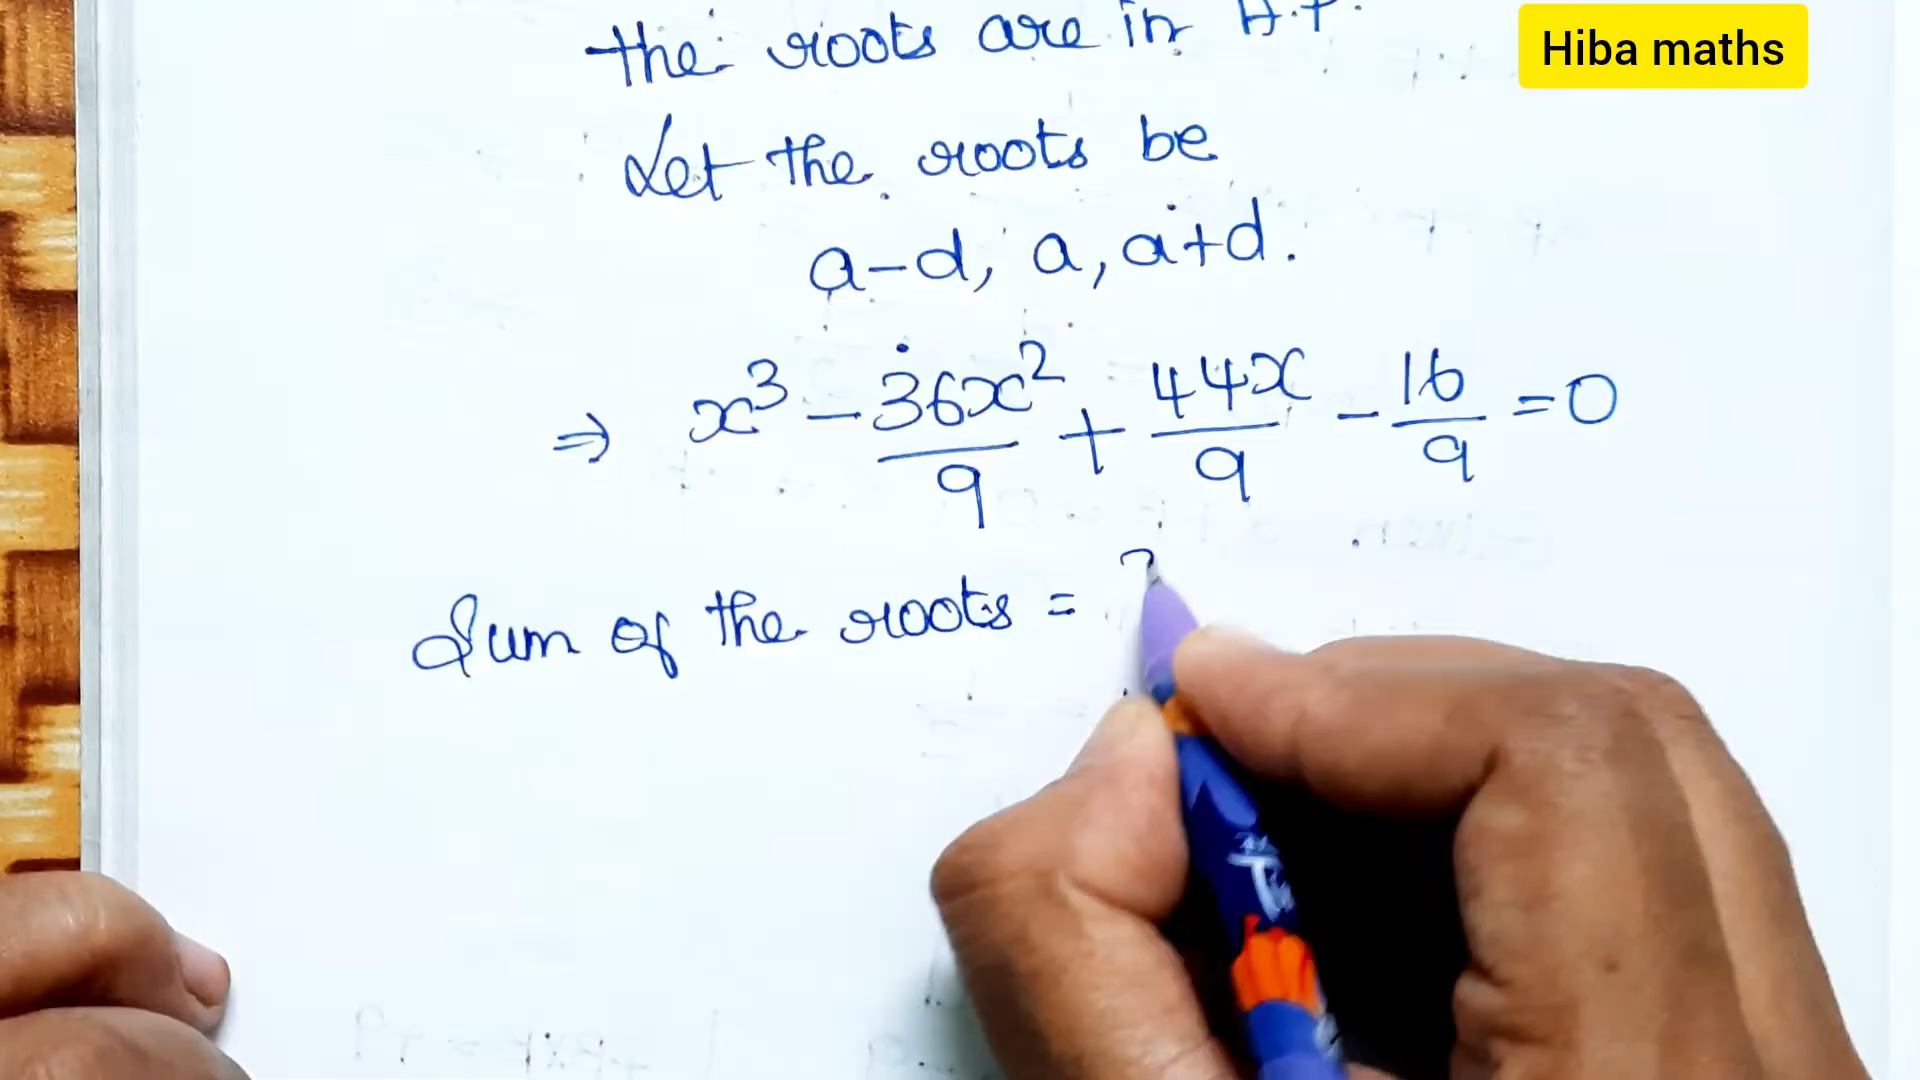 the roots are in A.P.
Hiba maths
Let the roots be
a-d, a, a+d.
⇒ x³ - 36x²/9 + 44x/9 - 16/9 = 0
Sum of the roots =